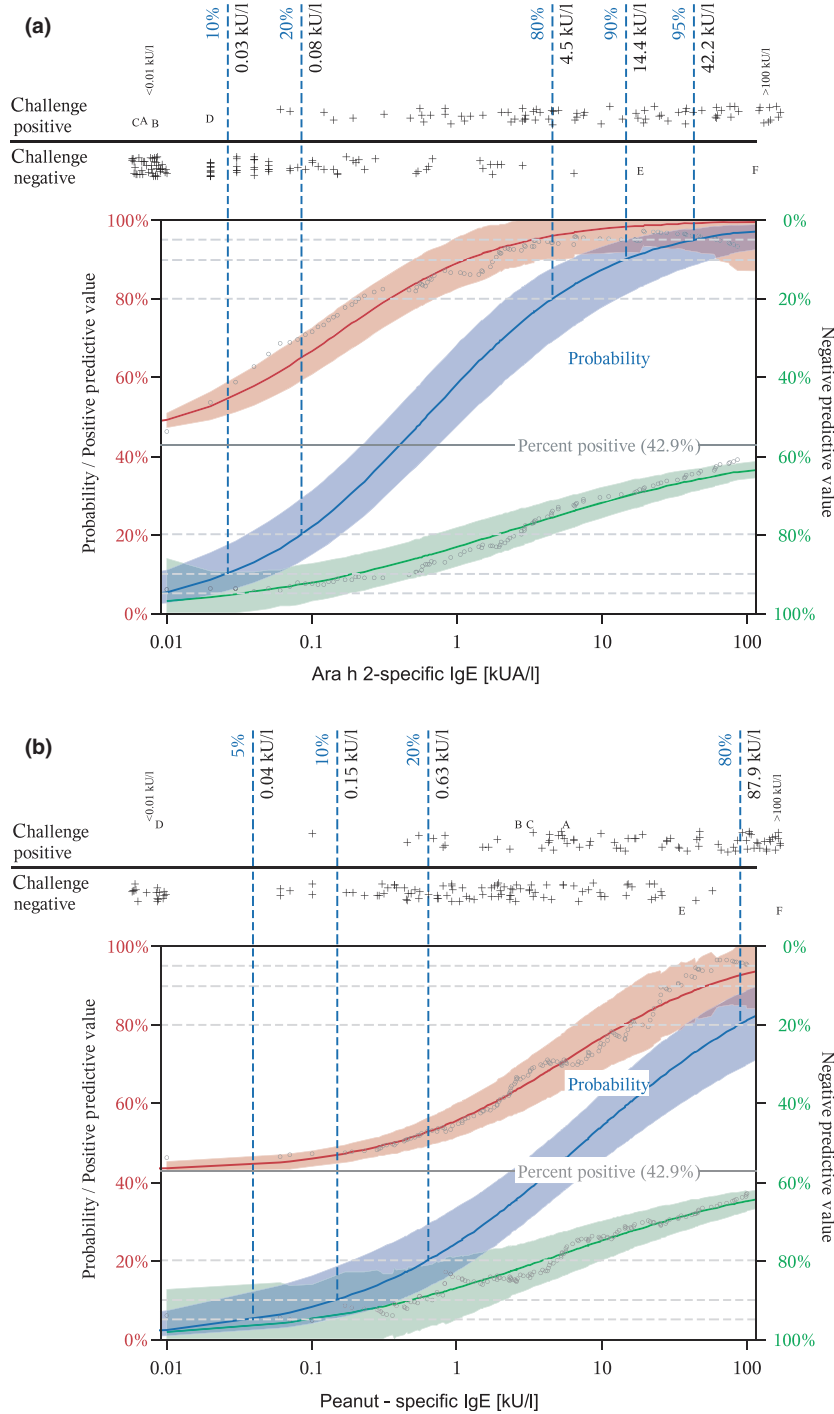 (a)
10%
0.03 kU/l
20%
0.08 kU/l
80%
4.5 kU/l
90%
14.4 kU/l
95%
42.2 kU/l
<0.01 kU/l
>100 kU/l
Challenge
positive
CA B
D
Challenge
negative
E
F
100%
80%
60%
40%
20%
0%
Probability / Positive predictive value
0%
20%
40%
60%
80%
100%
Negative predictive value
Probability
Percent positive (42.9%)
0.01
0.1
1
10
100
Ara h 2-specific IgE [kUA/l]
(b)
5%
0.04 kU/l
10%
0.15 kU/l
20%
0.63 kU/l
80%
87.9 kU/l
<0.01 kU/l
>100 kU/l
Challenge
positive
D
B C
A
Challenge
negative
E
F
100%
80%
60%
40%
20%
0%
Probability / Positive predictive value
0%
20%
40%
60%
80%
100%
Negative predictive value
Probability
Percent positive (42.9%)
0.01
0.1
1
10
100
Peanut - specific IgE [kU/l]